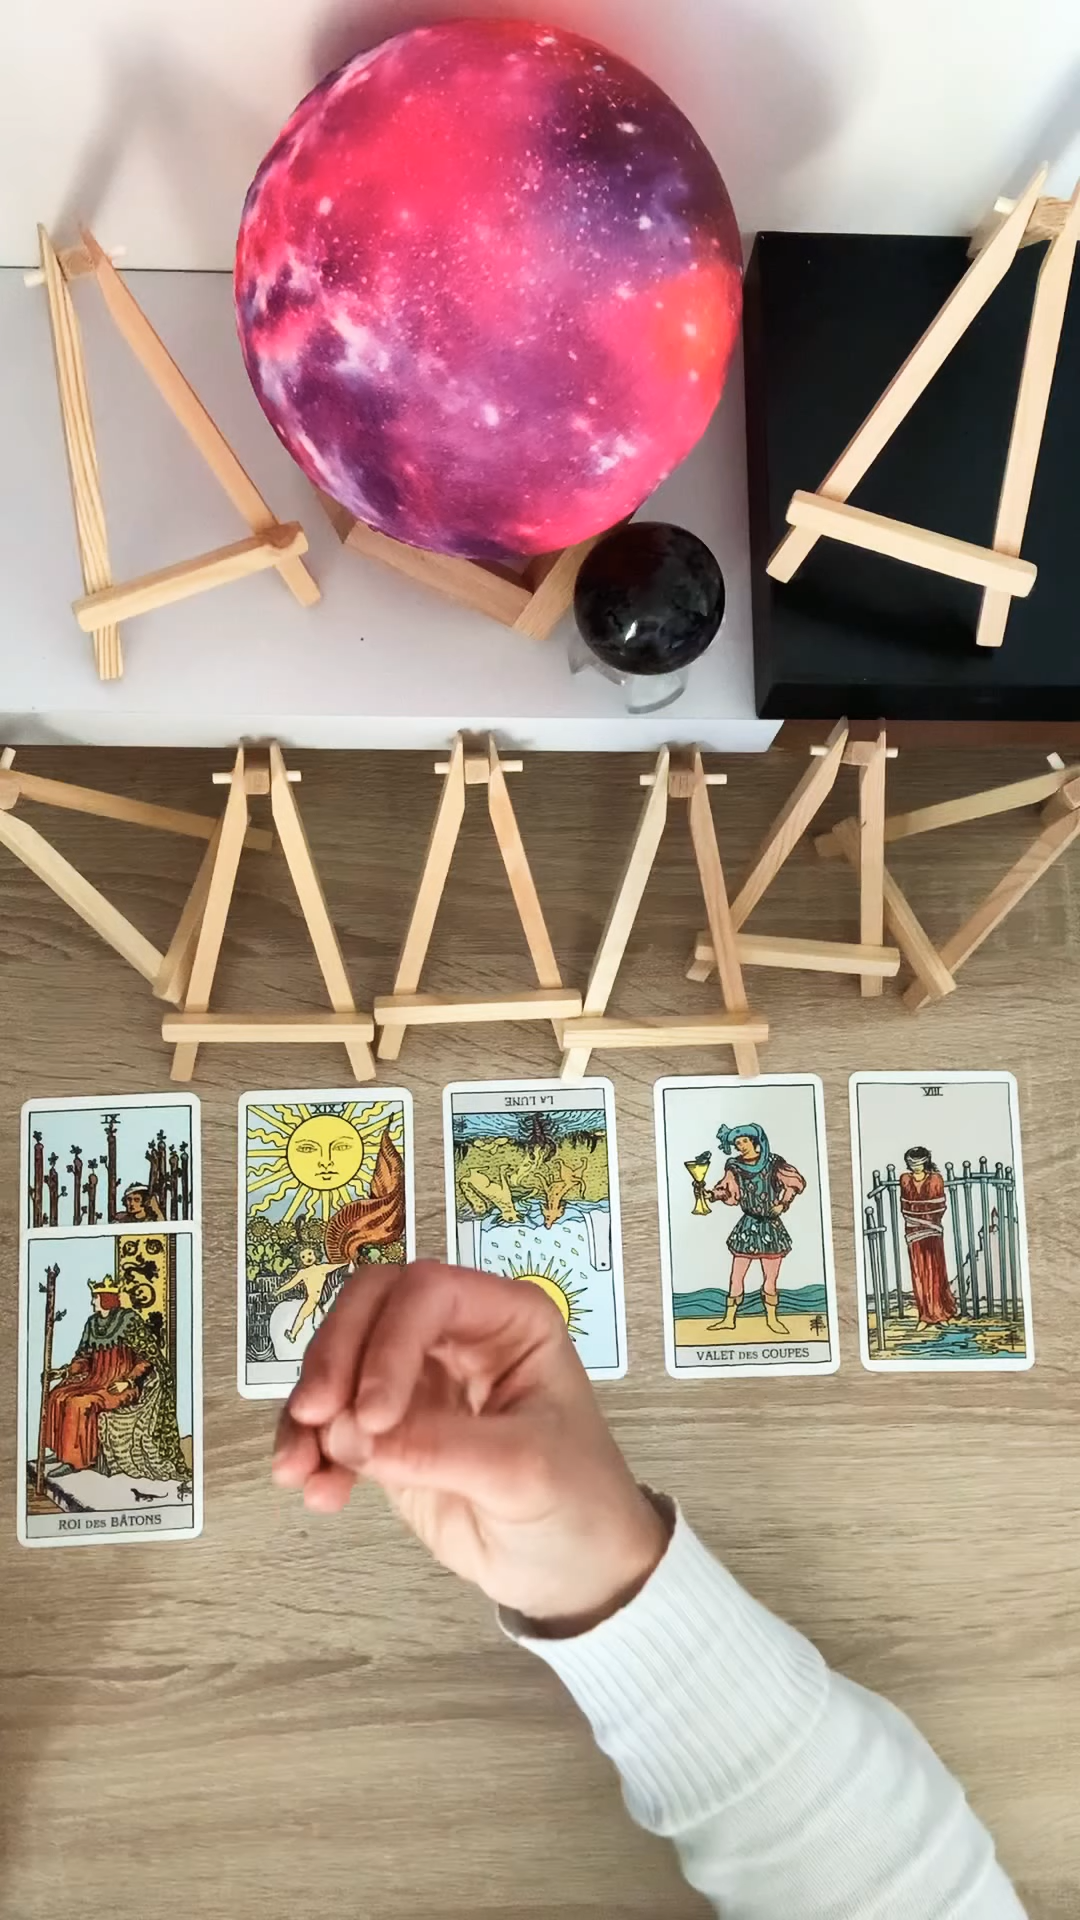 IX
XIX
LA LUNE
VIII
VALET DES COUPES
ROI DES BÂTONS